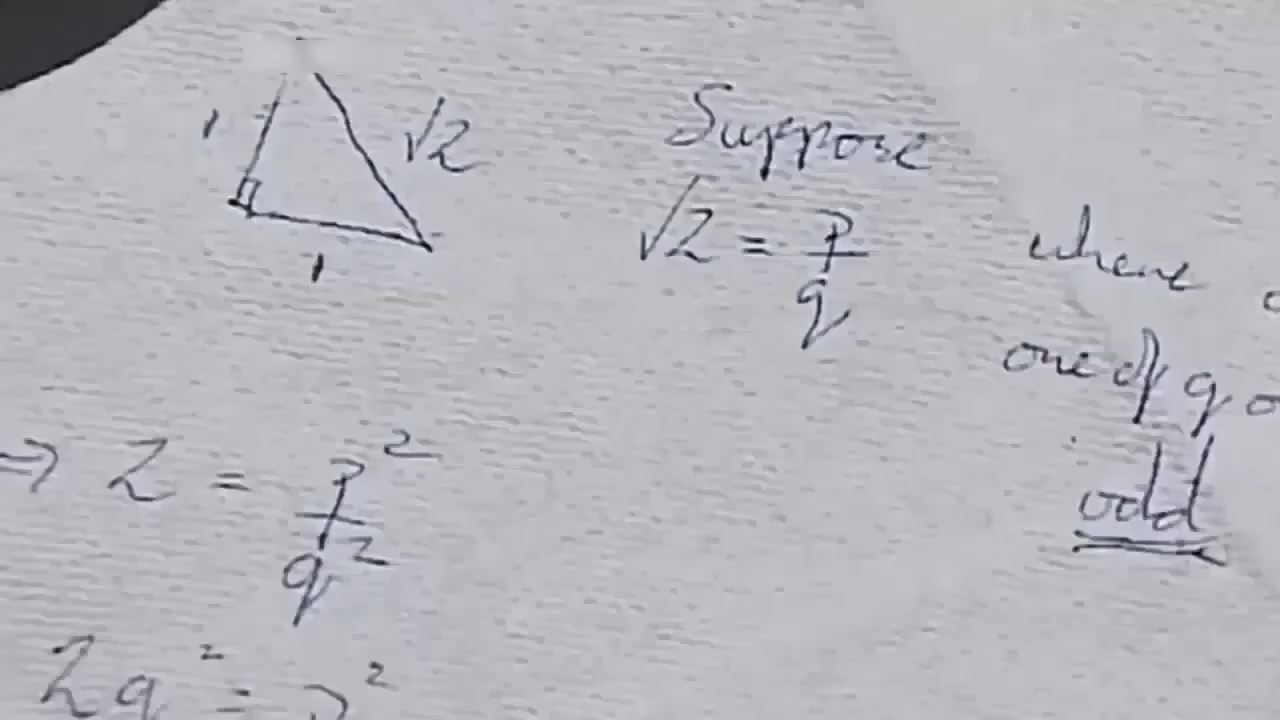 1
√2
1
Suppose
√2 = p/q
where
one of q
odd
⇒ 2 = p²/q²
2q² = p²